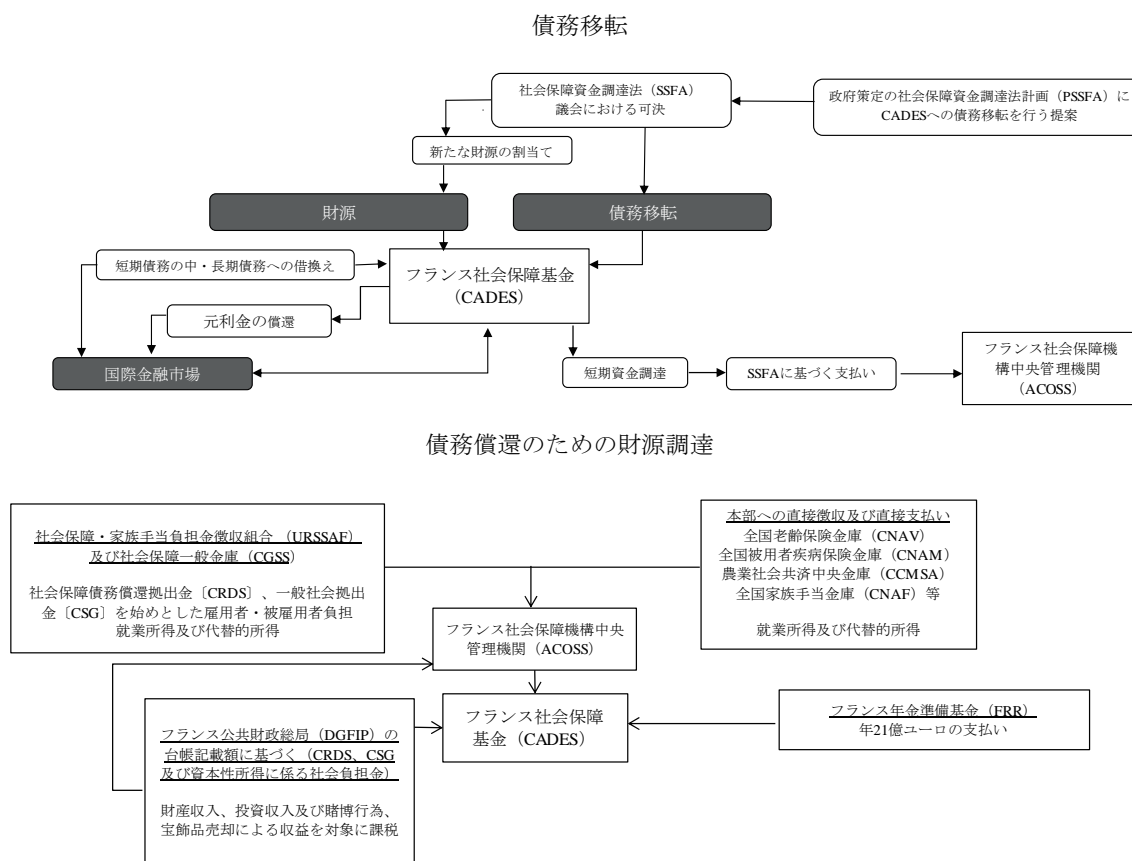 債務移転
社会保障資金調達法(SSFA)
議会における可決
政府策定の社会保障資金調達法計画(PSSFA)に
CADESへの債務移転を行う提案
新たな財源の割当て
財源
債務移転
短期債務の中・長期債務への借換え
フランス社会保障基金
(CADES)
元利金の償還
国際金融市場
短期資金調達
SSFAに基づく支払い
フランス社会保障機
構中央管理機関
(ACOSS)
債務償還のための財源調達
社会保障・家族手当負担金徴収組合 (URSSAF)
及び社会保障一般金庫(CGSS)
社会保障債務償還拠出金〔CRDS〕、一般社会拠出
金〔CSG〕を始めとした雇用者・被雇用者負担
就業所得及び代替的所得
本部への直接徴収及び直接支払い
全国老齢保険金庫(CNAV)
全国被用者疾病保険金庫(CNAM)
農業社会共済中央金庫(CCMSA)
全国家族手当金庫(CNAF)等
就業所得及び代替的所得
フランス社会保障機構中央
管理機関(ACOSS)
フランス公共財政総局(DGFIP)の
台帳記載額に基づく(CRDS、CSG
及び資本性所得に係る社会負担金)
財産収入、投資収入及び賭博行為、
宝飾品売却による収益を対象に課税
フランス社会保障
基金(CADES)
フランス年金準備基金(FRR)
年21億ユーロの支払い